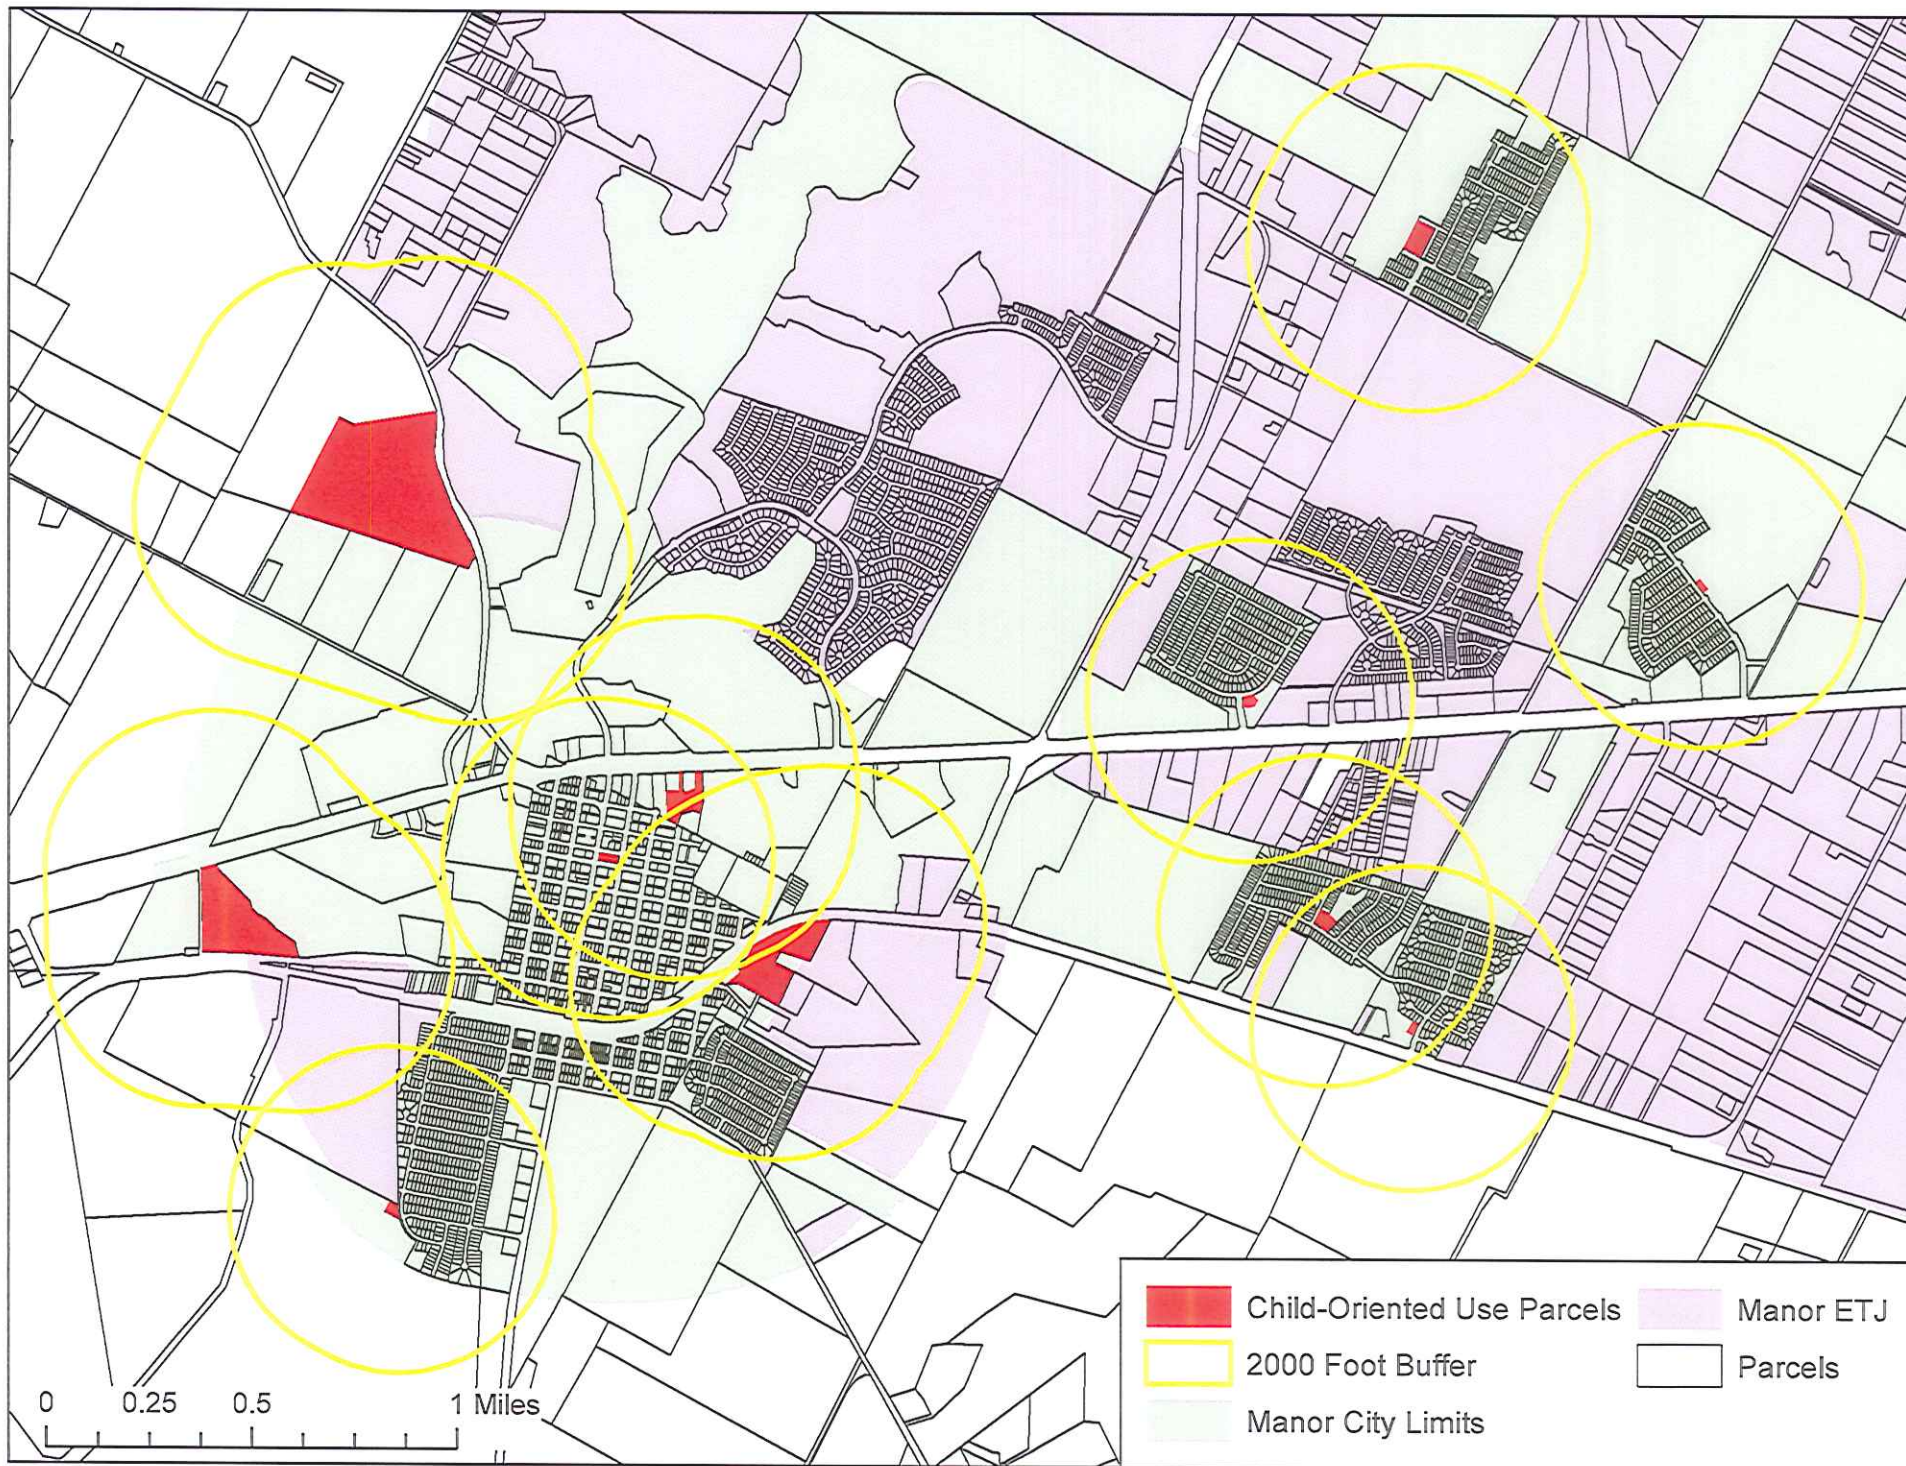 Child-Oriented Use Parcels
2000 Foot Buffer
Manor City Limits
Manor ETJ
Parcels
0 0.25 0.5 1 Miles